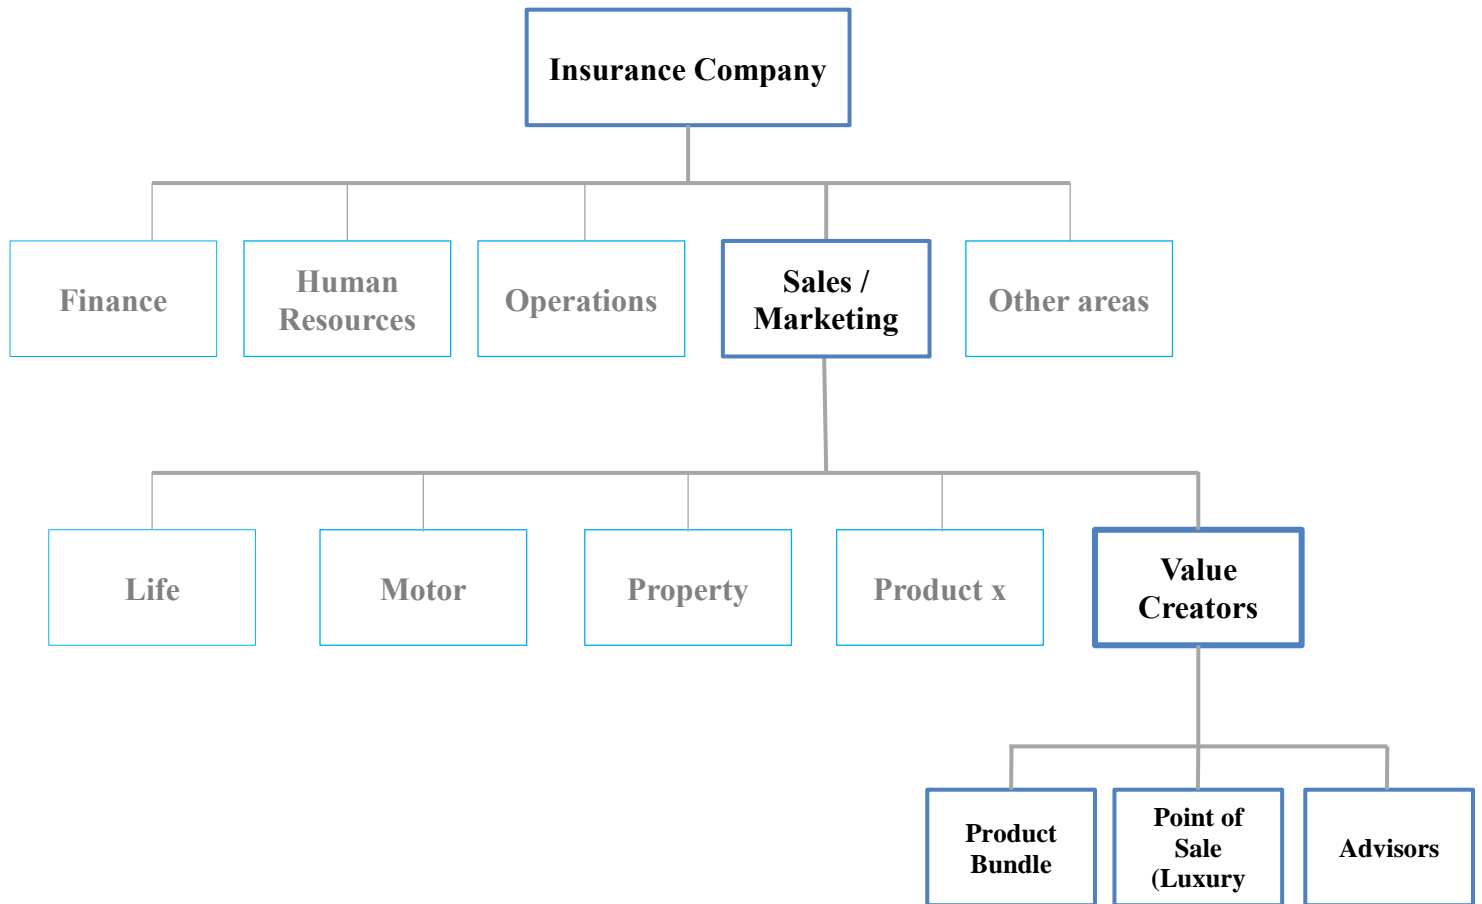 Insurance Company
Finance
Human
Resources
Operations
Sales /
Marketing
Other areas
Life
Motor
Property
Product x
Value
Creators
Product
Bundle
Point of
Sale
(Luxury
Advisors